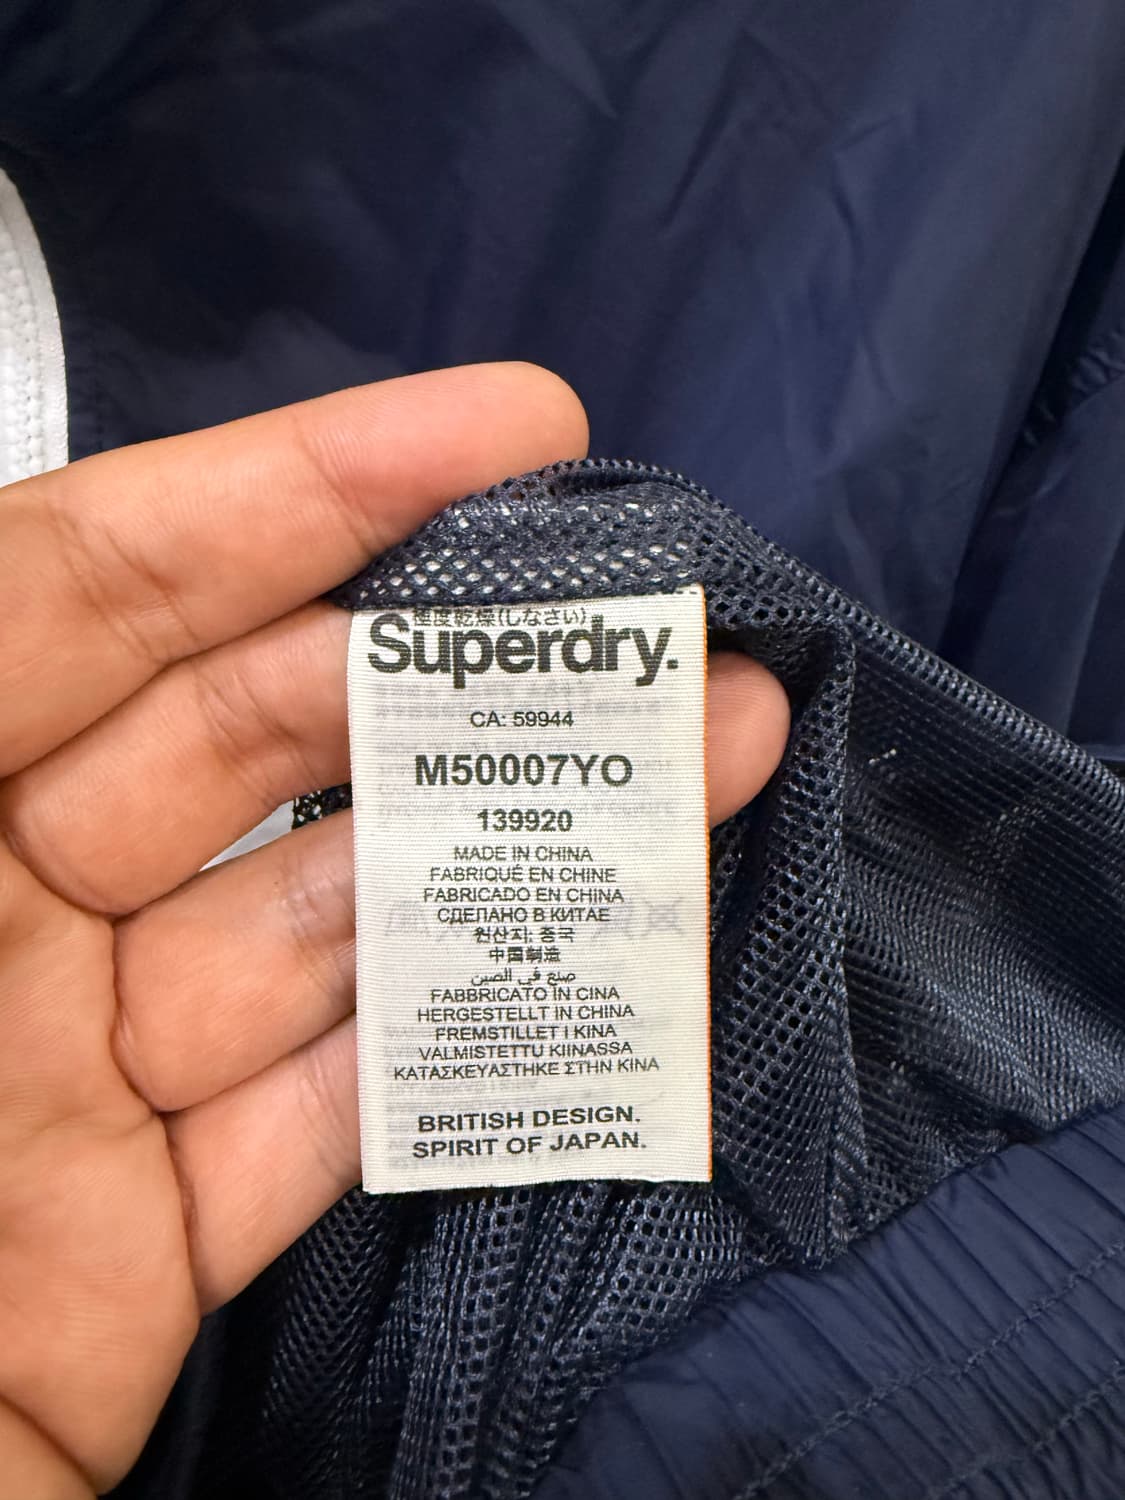 極度乾燥(しなさい)
Superdry.
CA: 59944
M50007YO
139920
MADE IN CHINA
FABRIQUÉ EN CHINE
FABRICADO EN CHINA
СДЕЛАНО В КИТАЕ
원산지: 중국
中国制造
صنع في الصين
FABBRICATO IN CINA
HERGESTELLT IN CHINA
FREMSTILLET I KINA
VALMISTETTU KIINASSA
ΚΑΤΑΣΚΕΥΑΣΤΗΚΕ ΣΤΗΝ ΚΙΝΑ
BRITISH DESIGN.
SPIRIT OF JAPAN.